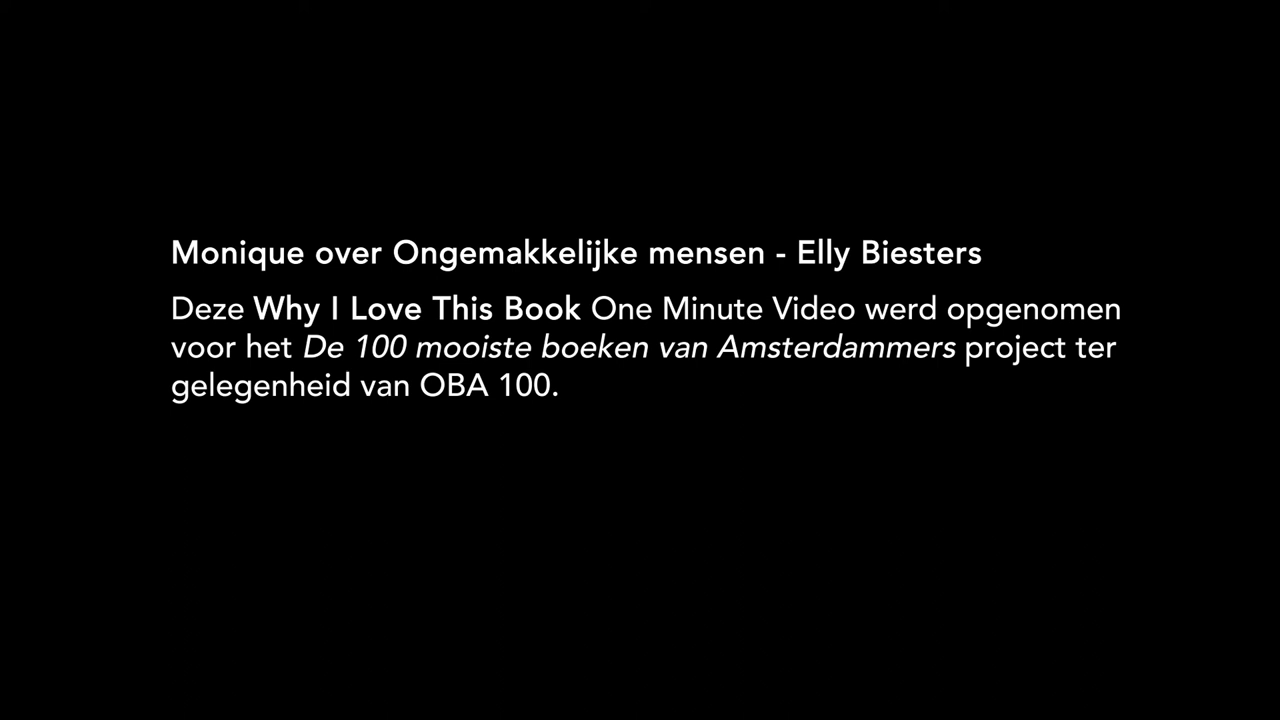 Monique over Ongemakkelijke mensen - Elly Biesters
Deze Why I Love This Book One Minute Video werd opgenomen
voor het De 100 mooiste boeken van Amsterdammers project ter
gelegenheid van OBA 100.